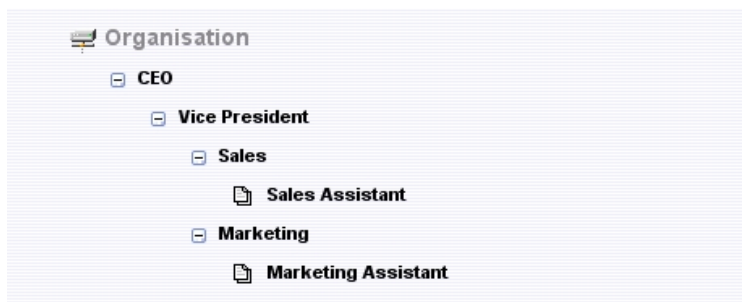 Organisation
CEO
Vice President
Sales
Sales Assistant
Marketing
Marketing Assistant